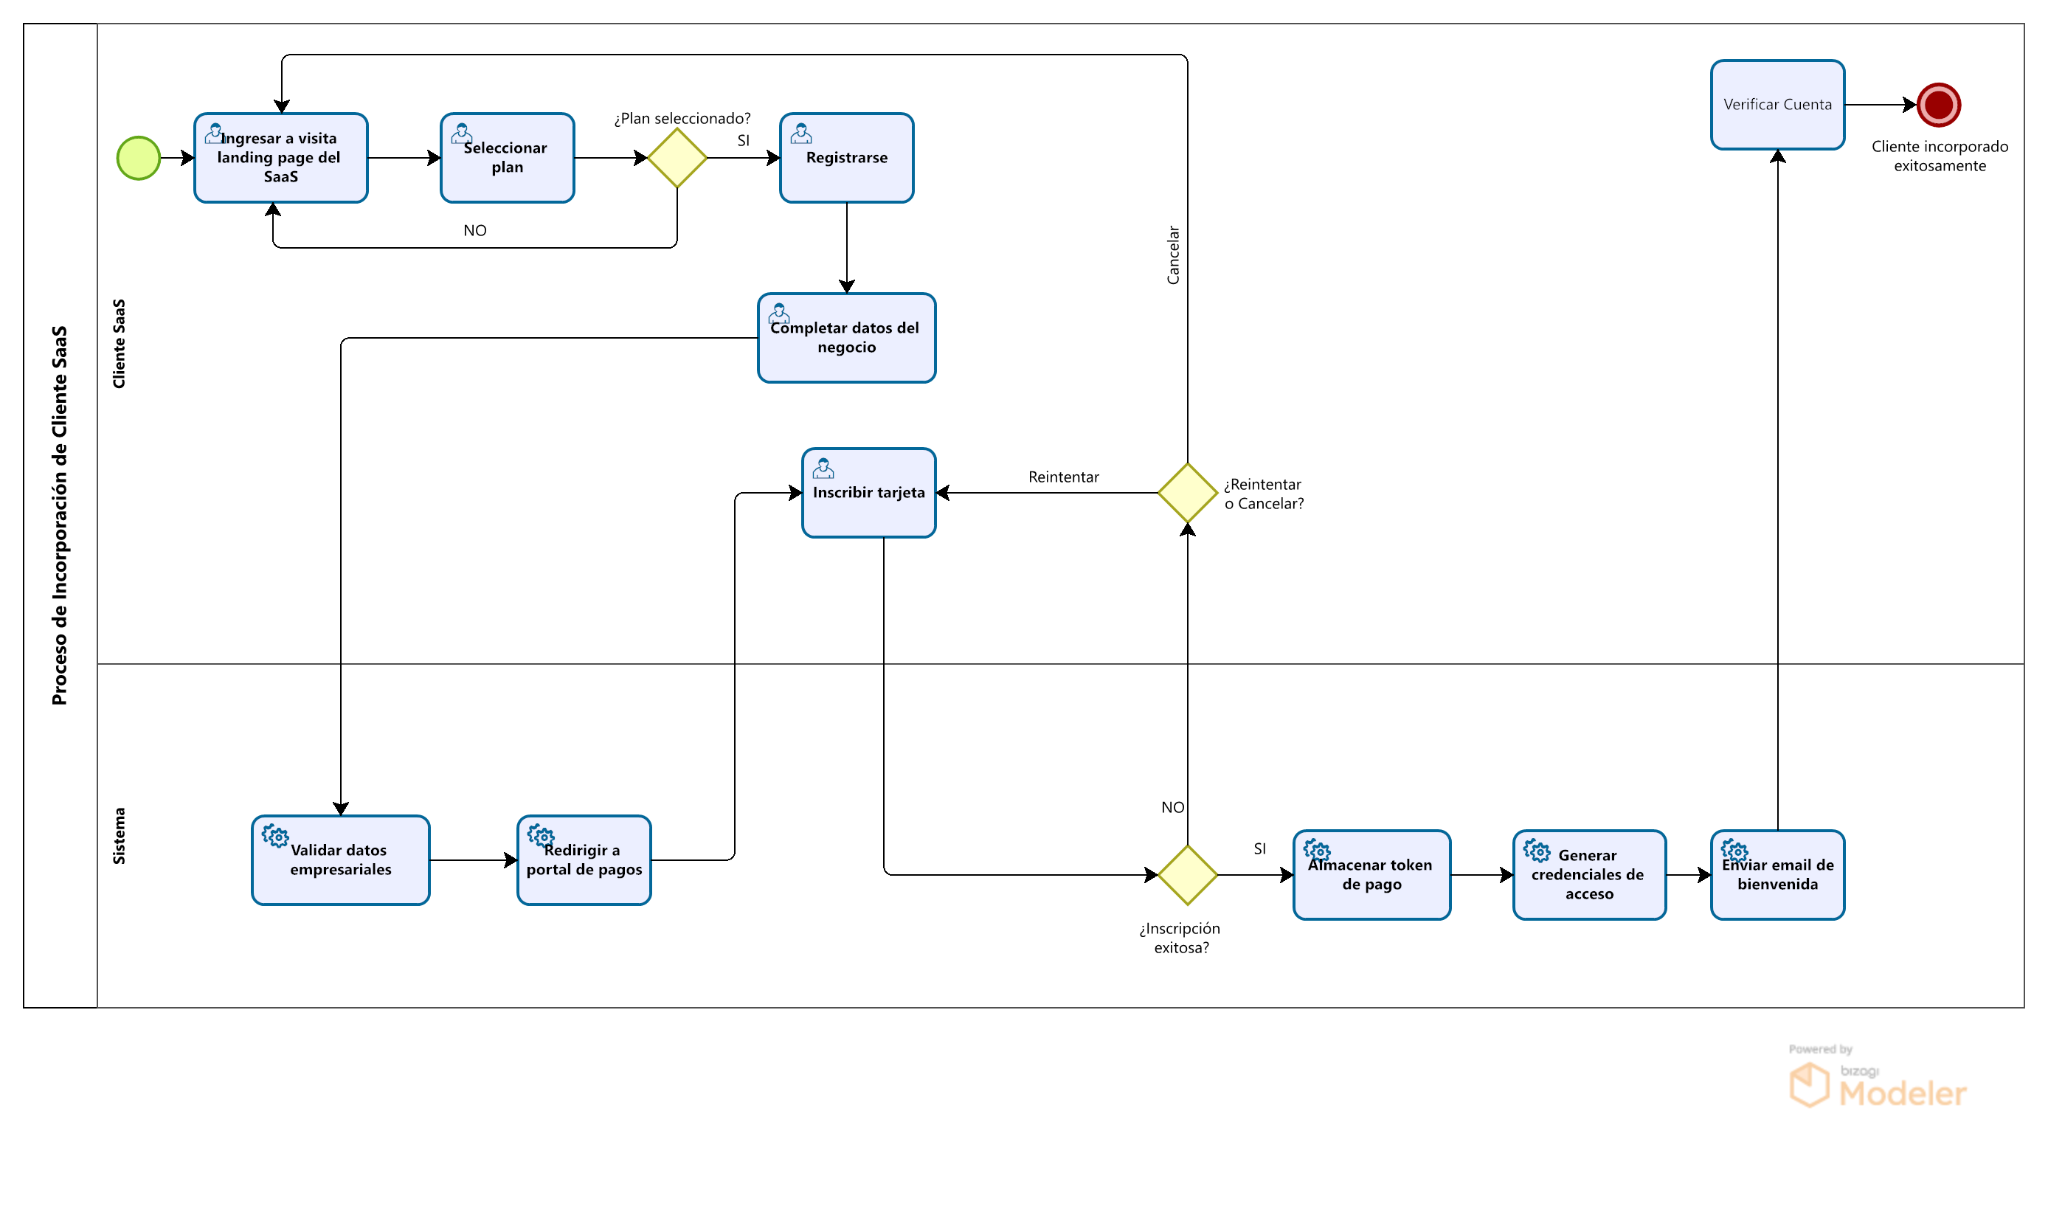 Proceso de Incorporación de Cliente SaaS
Cliente SaaS
Ingresar a visita
landing page del
SaaS
Seleccionar
plan
¿Plan seleccionado?
SI
NO
Registrarse
Completar datos del
negocio
Inscribir tarjeta
Reintentar
Cancelar
¿Reintentar
o Cancelar?
Verificar Cuenta
Cliente incorporado
exitosamente
Sistema
Validar datos
empresariales
Redirigir a
portal de pagos
NO
SI
¿Inscripción
exitosa?
Almacenar token
de pago
Generar
credenciales de
acceso
Enviar email de
bienvenida
Powered by
bizagi
Modeler